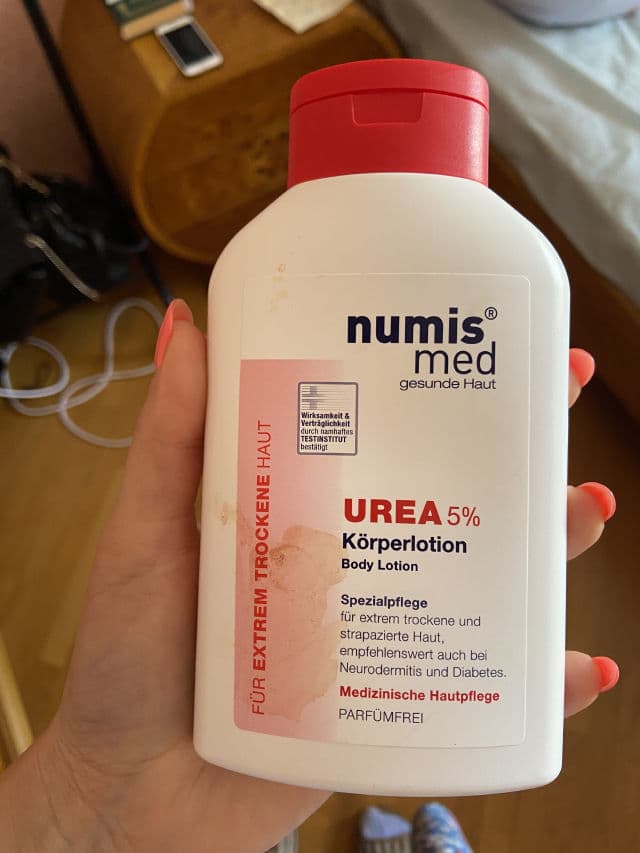 numis®
med
gesunde Haut
Wirksamkeit &
Verträglichkeit
durch namhaftes
TESTINSTITUT
bestätigt
FÜR EXTREM TROCKENE HAUT
UREA 5%
Körperlotion
Body Lotion
Spezialpflege
für extrem trockene und
strapazierte Haut,
empfehlenswert auch bei
Neurodermitis und Diabetes.
Medizinische Hautpflege
PARFÜMFREI